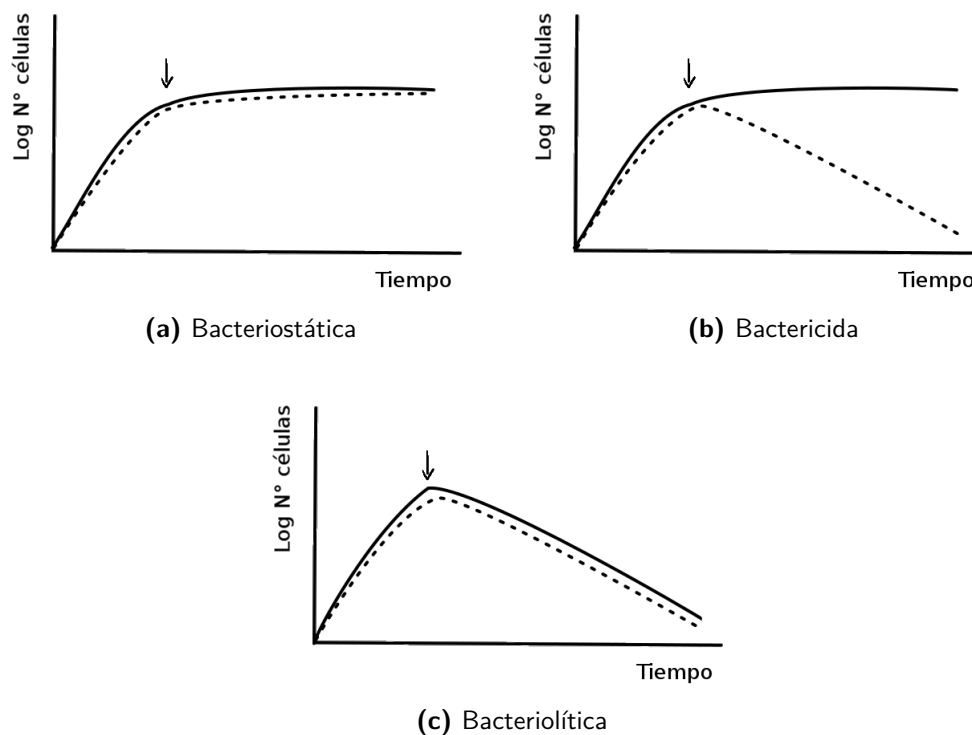 Log N° células
Tiempo
(a) Bacteriostática
Log N° células
Tiempo
(b) Bactericida
Log N° células
Tiempo
(c) Bacteriolítica